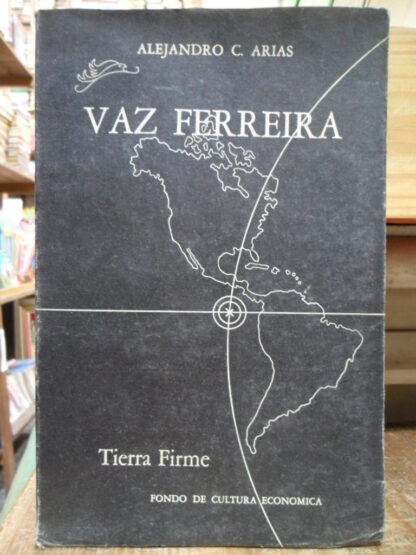 ALEJANDRO C. ARIAS
VAZ FERREIRA
Tierra Firme
FONDO DE CULTURA ECONOMICA